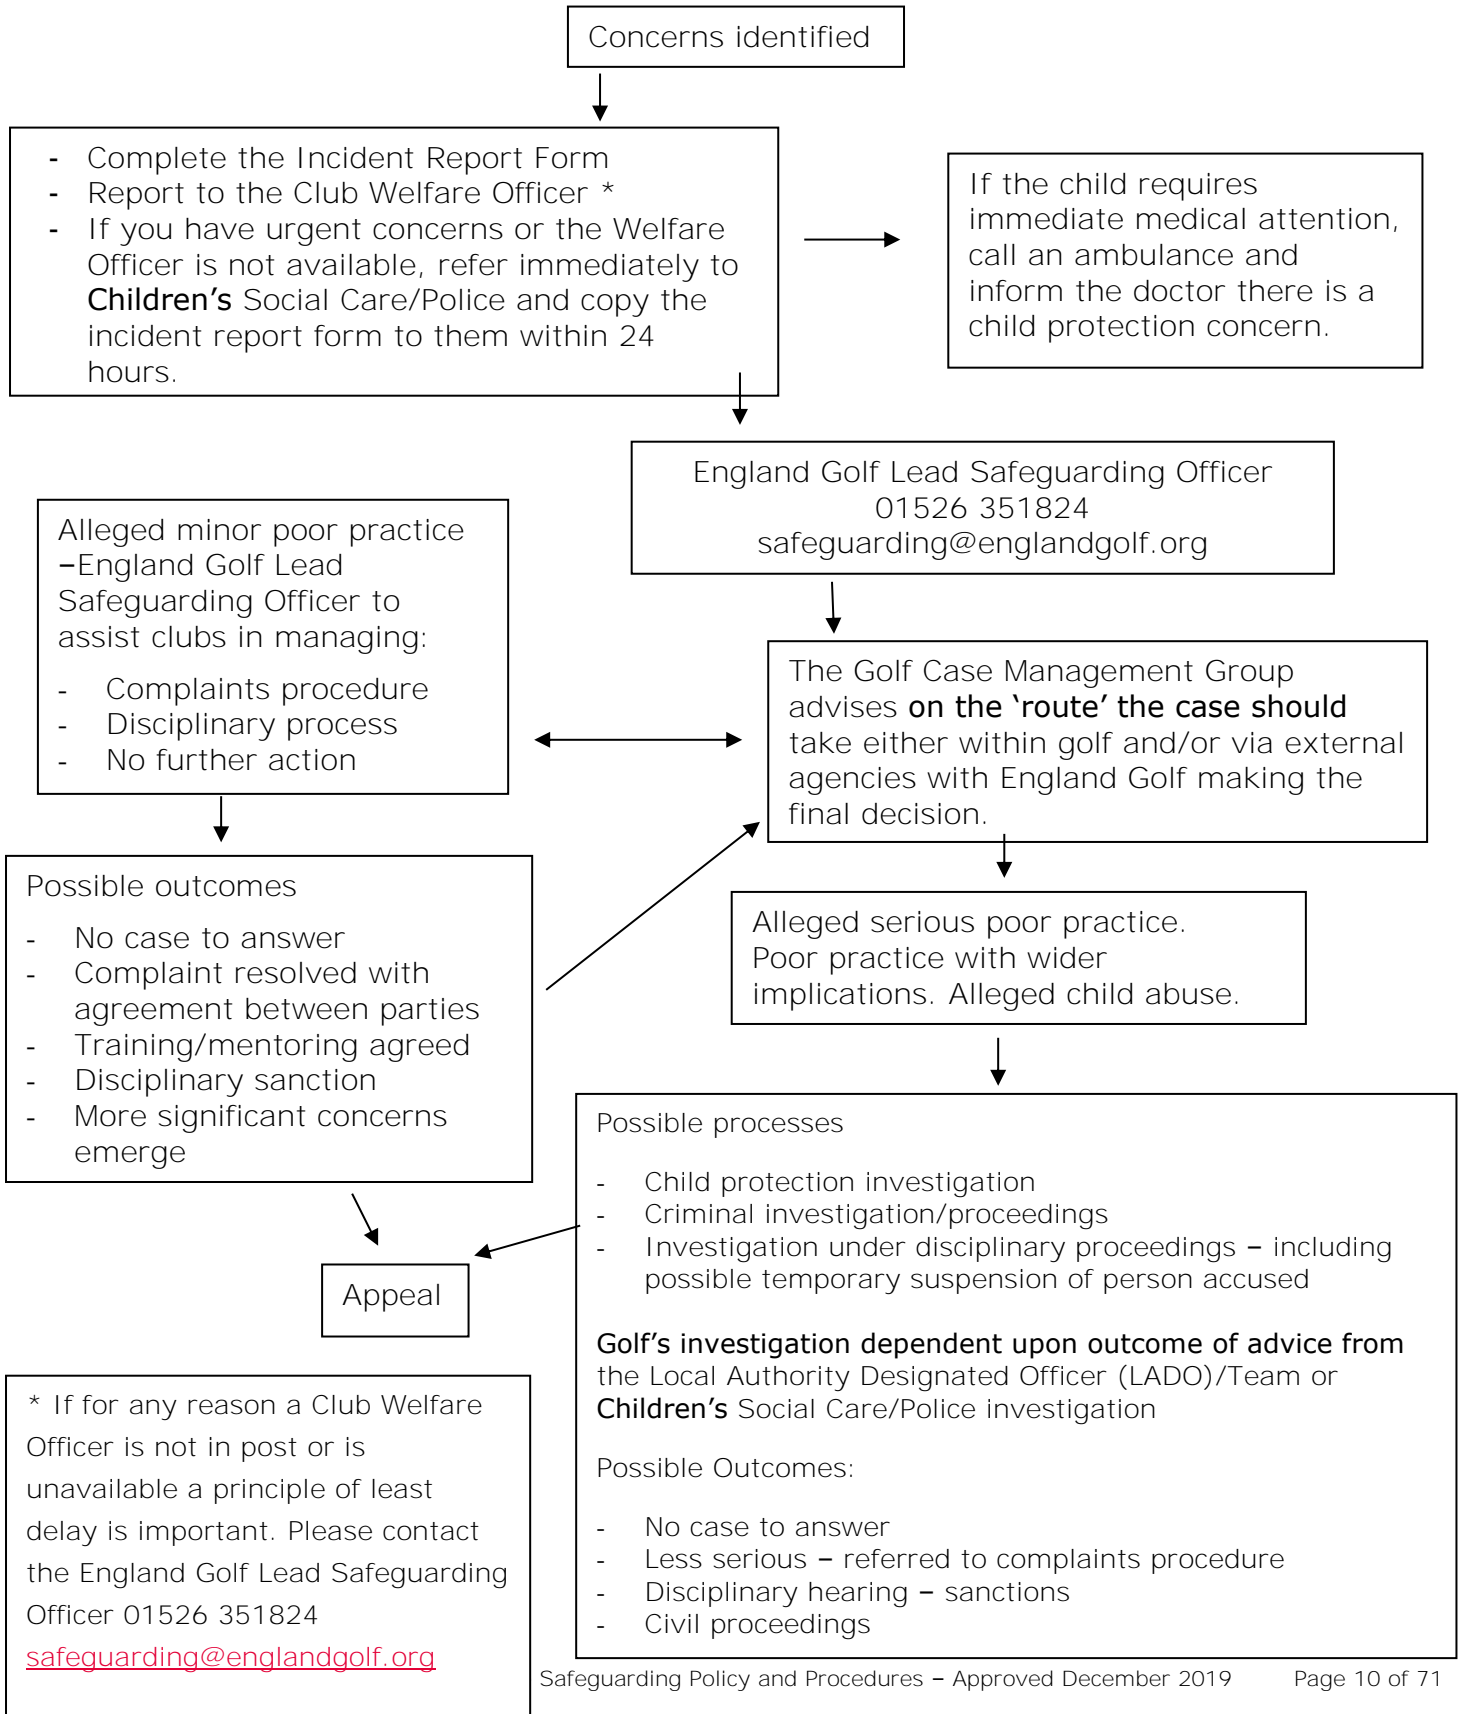 Concerns identified
- Complete the Incident Report Form
- Report to the Club Welfare Officer *
- If you have urgent concerns or the Welfare
Officer is not available, refer immediately to
Children’s Social Care/Police and copy the
incident report form to them within 24
hours.
If the child requires
immediate medical attention,
call an ambulance and
inform the doctor there is a
child protection concern.
England Golf Lead Safeguarding Officer
01526 351824
safeguarding@englandgolf.org
Alleged minor poor practice
–England Golf Lead
Safeguarding Officer to
assist clubs in managing:
- Complaints procedure
- Disciplinary process
- No further action
The Golf Case Management Group
advises on the ‘route’ the case should
take either within golf and/or via external
agencies with England Golf making the
final decision.
Possible outcomes
- No case to answer
- Complaint resolved with
agreement between parties
- Training/mentoring agreed
- Disciplinary sanction
- More significant concerns
emerge
Alleged serious poor practice.
Poor practice with wider
implications. Alleged child abuse.
Possible processes
- Child protection investigation
- Criminal investigation/proceedings
- Investigation under disciplinary proceedings – including
possible temporary suspension of person accused
Golf’s investigation dependent upon outcome of advice from
the Local Authority Designated Officer (LADO)/Team or
Children’s Social Care/Police investigation
Possible Outcomes:
- No case to answer
- Less serious – referred to complaints procedure
- Disciplinary hearing – sanctions
- Civil proceedings
Appeal
* If for any reason a Club Welfare
Officer is not in post or is
unavailable a principle of least
delay is important. Please contact
the England Golf Lead Safeguarding
Officer 01526 351824
safeguarding@englandgolf.org
Safeguarding Policy and Procedures – Approved December 2019 Page 10 of 71